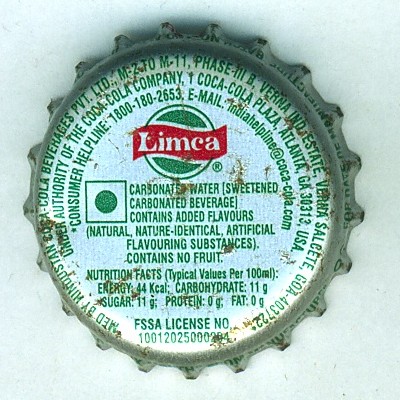 MED BY HINDUSTAN COCA-COLA BEVERAGES PVT. LTD., M-2 TO M-11, PHASE-III B, VERNA IND. ESTATE, VERNA SALCETE, GOA-403722.
UNDER AUTHORITY OF THE COCA-COLA COMPANY, 1 COCA-COLA PLAZA, ATLANTA, GA 30313 USA.
*CONSUMER HELPLINE: 1800-180-2653, E-MAIL: indiahelpline@coca-cola.com
Limca
®
CARBONATED WATER [SWEETENED
CARBONATED BEVERAGE]
CONTAINS ADDED FLAVOURS
(NATURAL, NATURE-IDENTICAL, ARTIFICIAL
FLAVOURING SUBSTANCES).
CONTAINS NO FRUIT.
NUTRITION FACTS (Typical Values Per 100ml):
ENERGY: 44 Kcal; CARBOHYDRATE: 11 g
SUGAR: 11 g; PROTEIN: 0 g; FAT: 0 g
FSSA LICENSE NO.
10012025000234